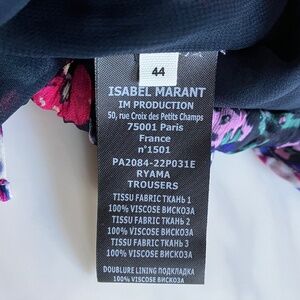 44
ISABEL MARANT
IM PRODUCTION
50, rue Croix des Petits Champs
75001 Paris
France
n°1501
PA2084-22P031E
RYAMA
TROUSERS
TISSU FABRIC ТКАНЬ 1
100% VISCOSE ВИСКОЗА
TISSU FABRIC ТКАНЬ 2
100% VISCOSE ВИСКОЗА
TISSU FABRIC ТКАНЬ 3
100% VISCOSE ВИСКОЗА
DOUBLURE LINING ПОДКЛАДКА
100% VISCOSE ВИСКОЗА